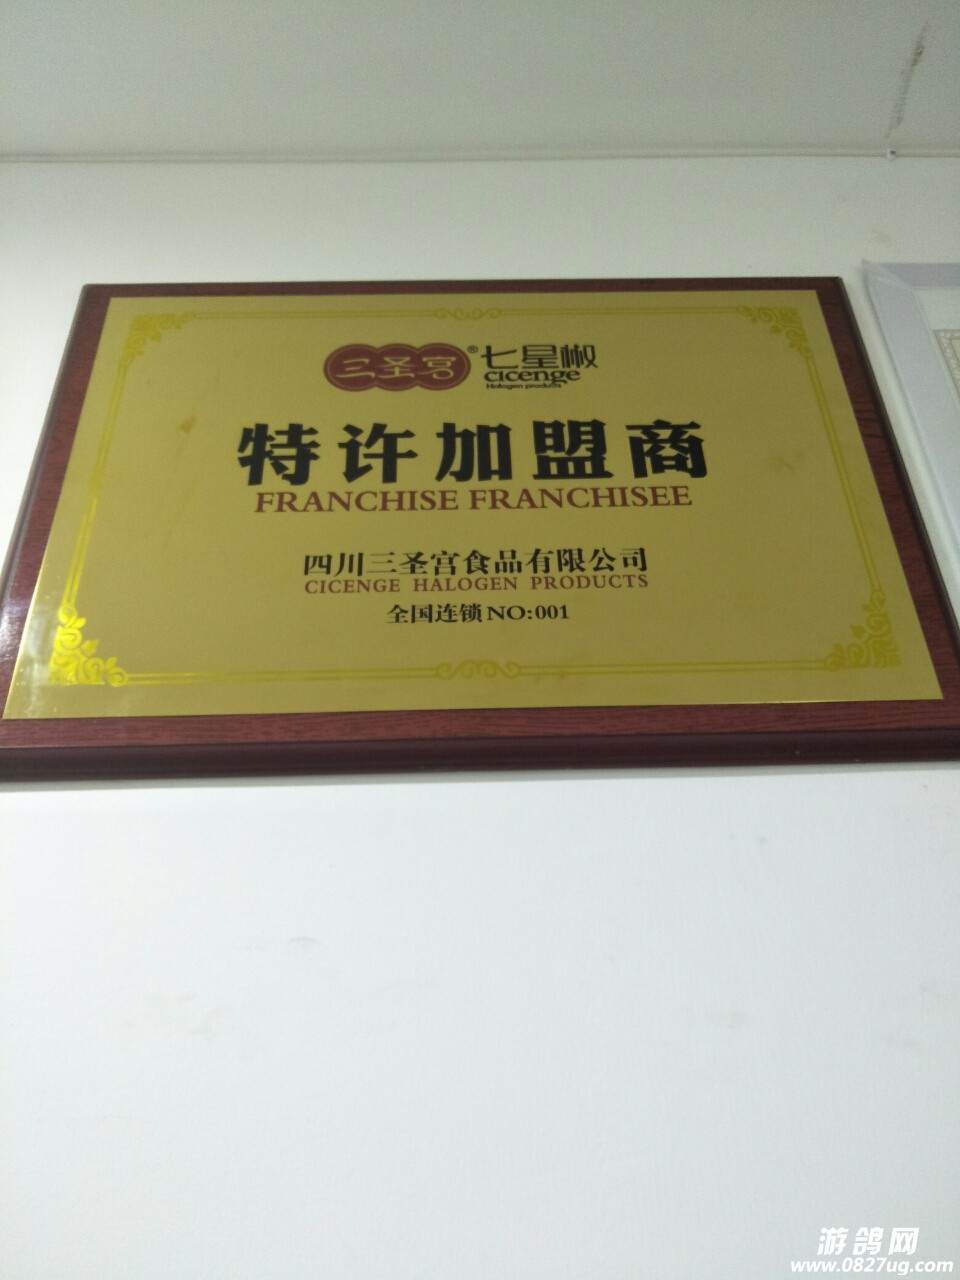 三圣宫® 七星椒
cicenge
Halogen products
特许加盟商
FRANCHISE FRANCHISEE
四川三圣宫食品有限公司
CICENGE HALOGEN PRODUCTS
全国连锁NO:001
游鸽网
www.0827ug.com